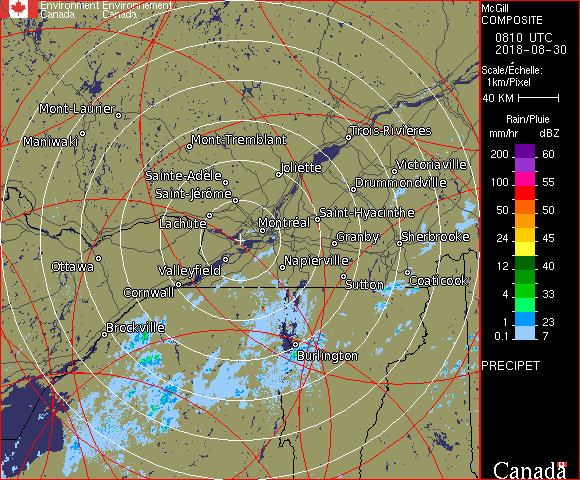 Environment Environnement
Canada Canada
McGill
COMPOSITE
0810 UTC
2018-08-30
Scale/Échelle:
1km/Pixel
40 KM
Rain/Pluie
mm/hr dBZ
200 60
155
100 55
50 50
24 45
12 40
4 33
1 23
0.1 7
PRECIPET
Canada
Mont-Laurier
Maniwaki
Mont-Tremblant
Trois-Rivières
Sainte-Adèle
Joliette
Victoriaville
Saint-Jérôme
Drummondville
Lachute
Montréal
Saint-Hyacinthe
Granby
Sherbrooke
Ottawa
Valleyfield
Napierville
Cornwall
Sutton
Coaticook
Brockville
Burlington